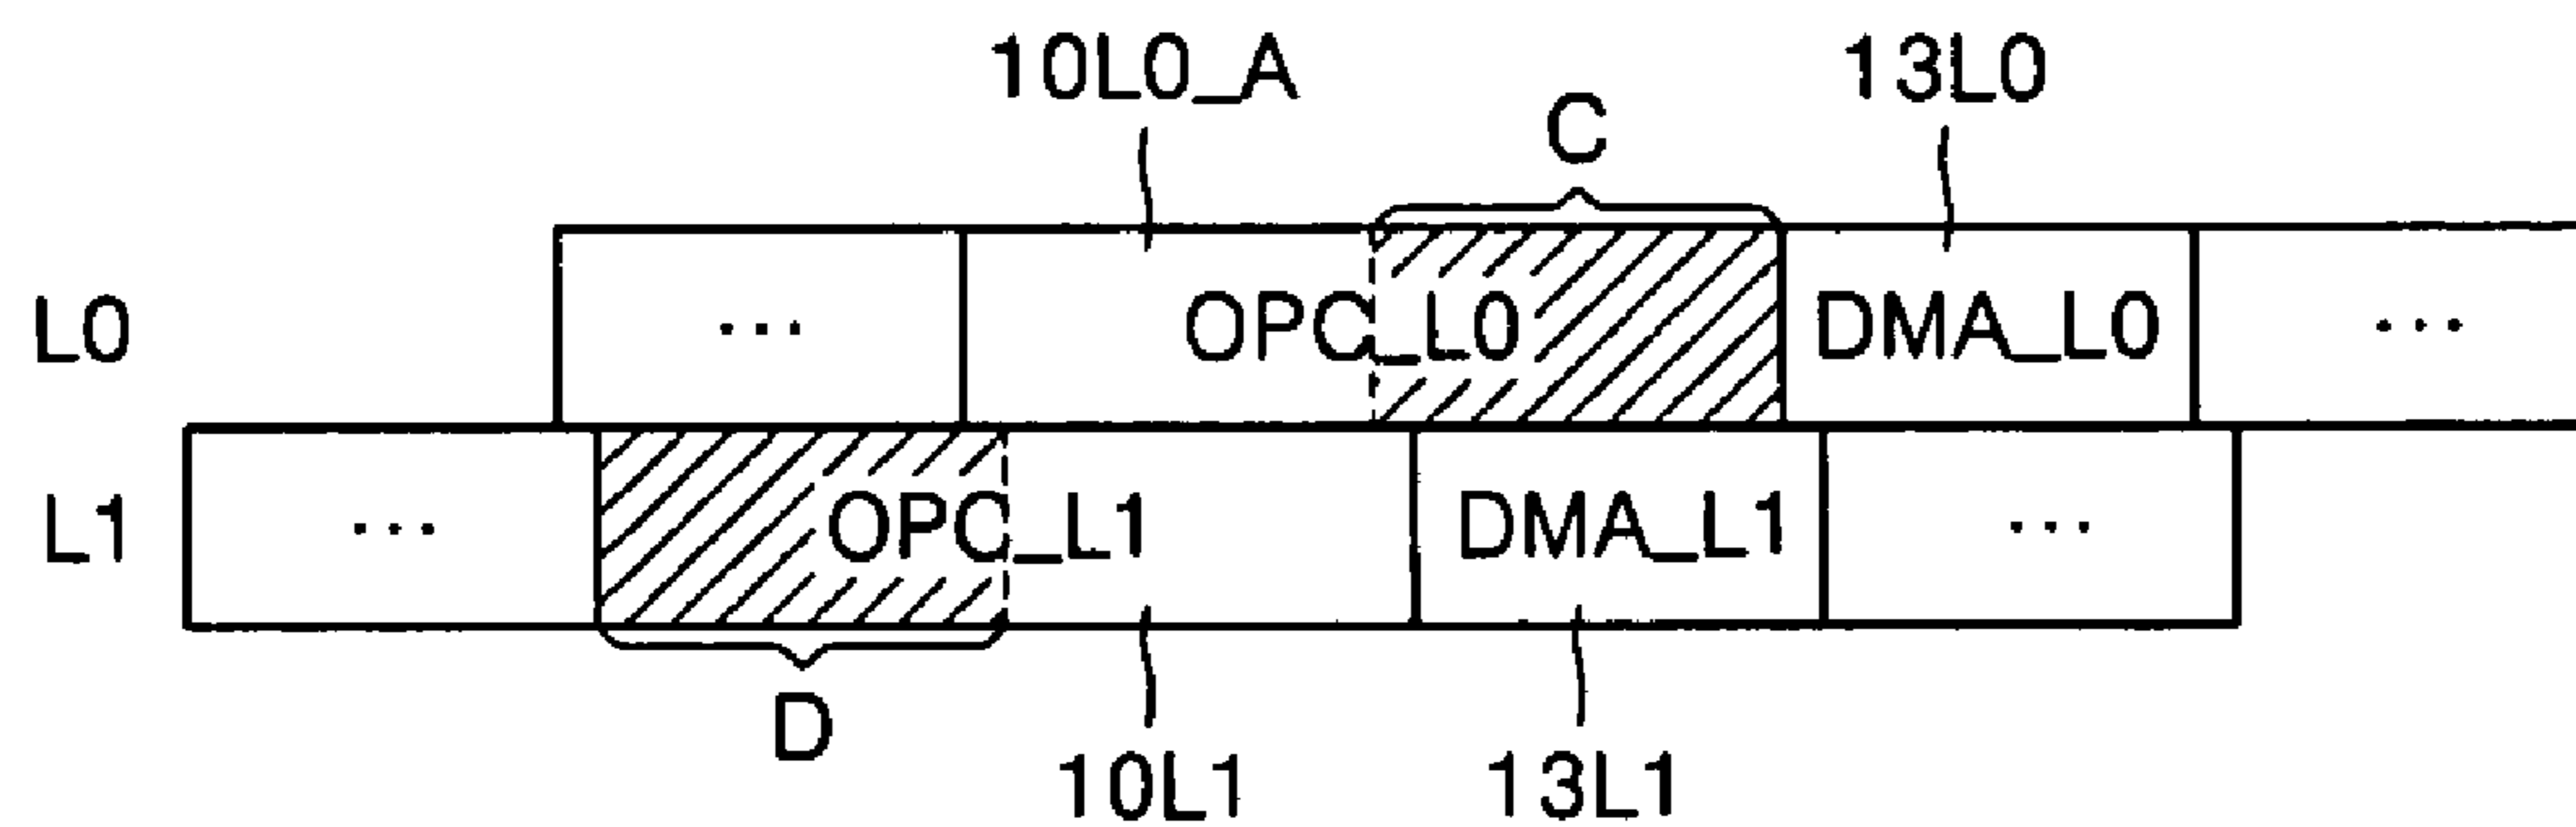 10L0_A 13L0
C
L0 ... OPC_L0 DMA_L0 ...
L1 ... OPC_L1 DMA_L1 ...
D
10L1 13L1